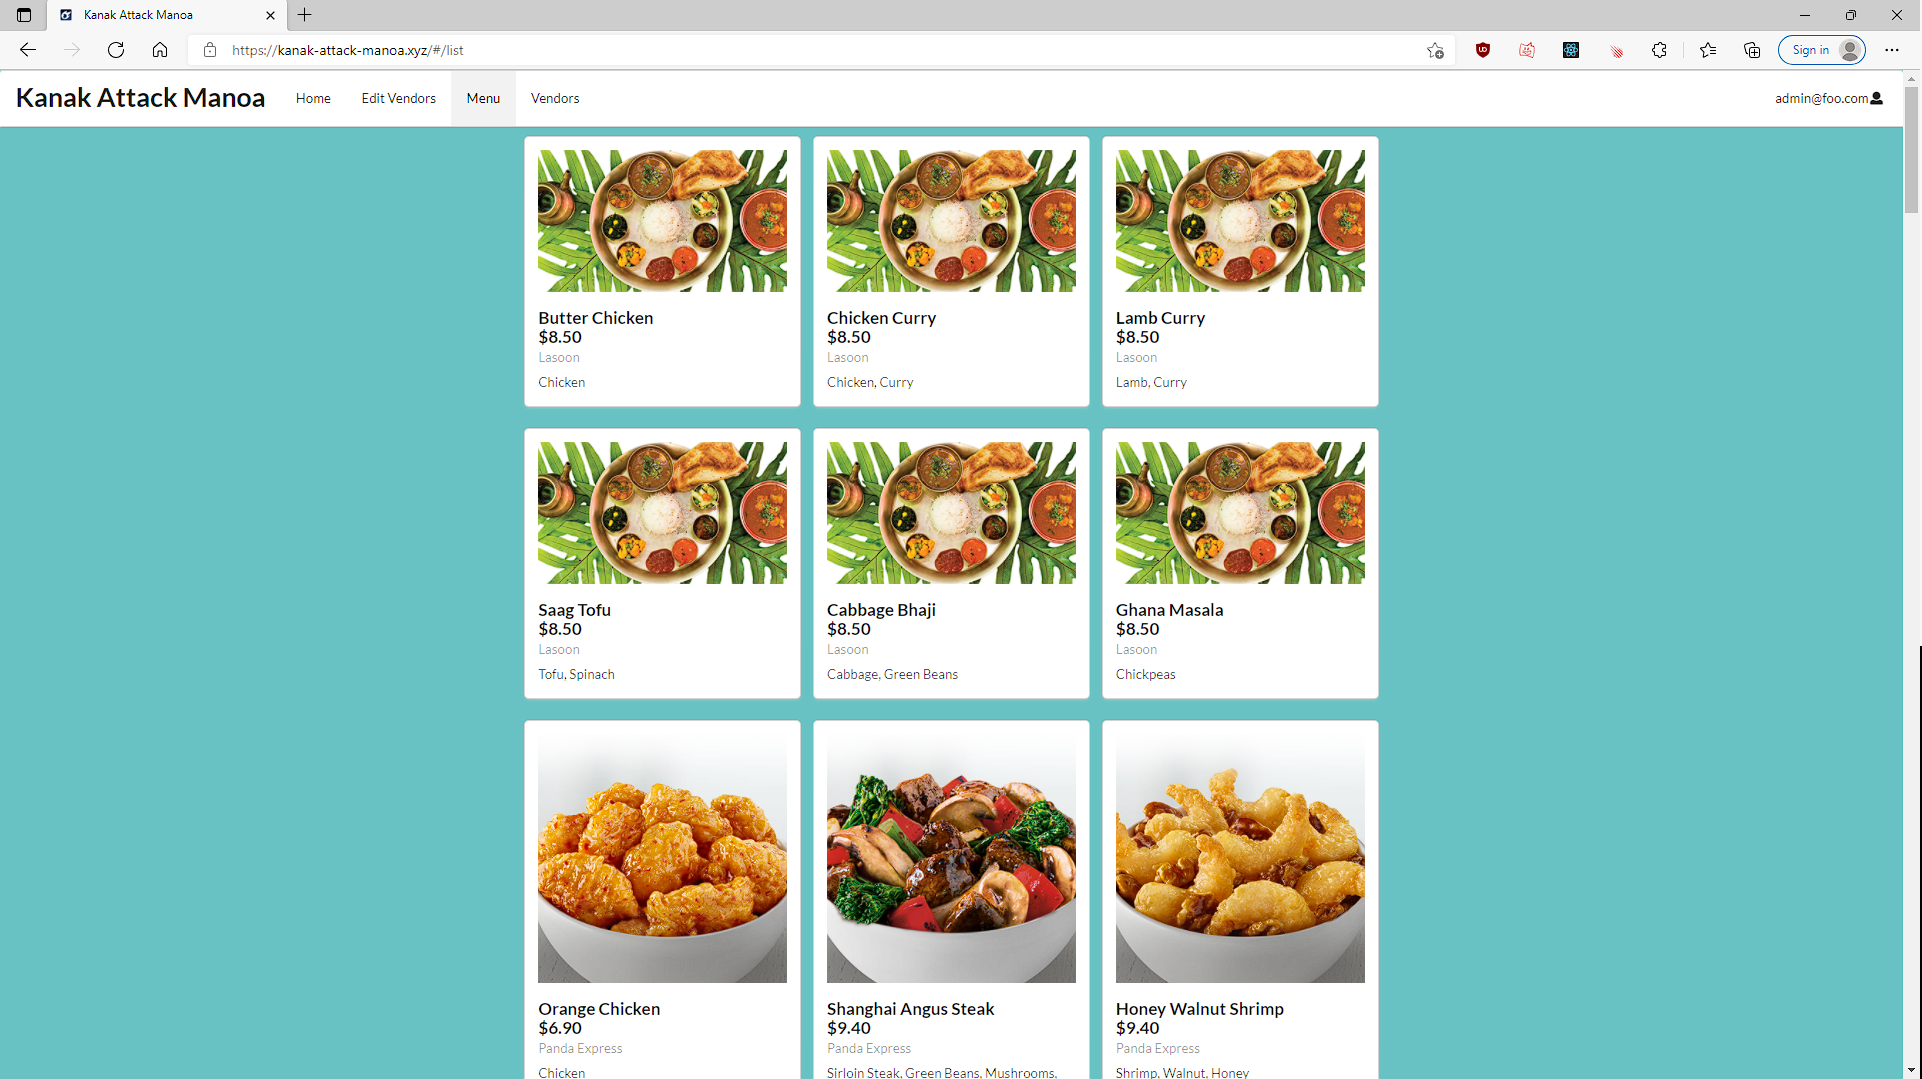 Kanak Attack Manoa
https://kanak-attack-manoa.xyz/#/list
Sign in
Kanak Attack Manoa
Home
Edit Vendors
Menu
Vendors
admin@foo.com
Butter Chicken
$8.50
Lasoon
Chicken
Chicken Curry
$8.50
Lasoon
Chicken, Curry
Lamb Curry
$8.50
Lasoon
Lamb, Curry
Saag Tofu
$8.50
Lasoon
Tofu, Spinach
Cabbage Bhaji
$8.50
Lasoon
Cabbage, Green Beans
Ghana Masala
$8.50
Lasoon
Chickpeas
Orange Chicken
$6.90
Panda Express
Chicken
Shanghai Angus Steak
$9.40
Panda Express
Sirloin Steak, Green Beans, Mushrooms,
Honey Walnut Shrimp
$9.40
Panda Express
Shrimp, Walnut, Honey